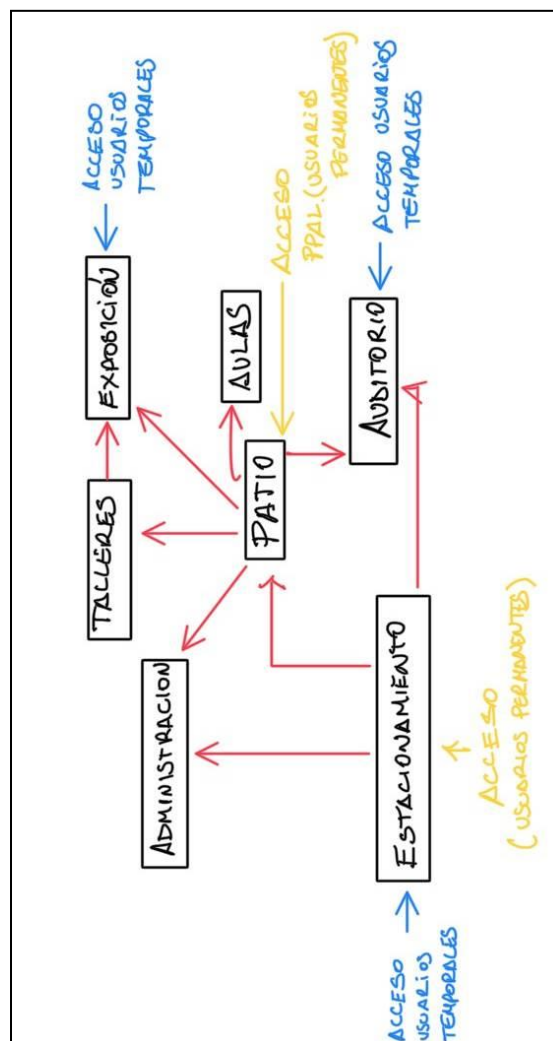 ACCESO
USUARIOS
TEMPORALES
EXPOSICIÓN
TALLERES
ADMINISTRACION
AULAS
PATIO
ACCESO
PPAL. (USUARIOS
PERMANENTES)
AUDITORIO
ACCESO USUARIOS
TEMPORALES
ESTACIONAMIENTO
ACCESO
(USUARIOS PERMANENTES)
ACCESO
USUARIOS
TEMPORALES